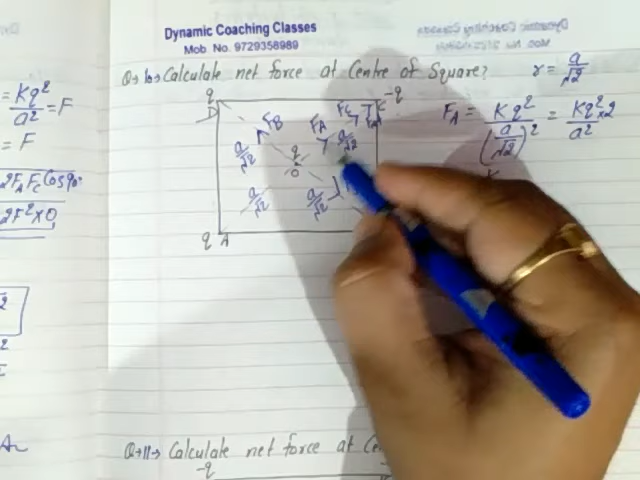 Dynamic Coaching Classes
Mob No. 9729358989
Q→10→ Calculate net force at Centre of Square?
r = a/√2
= Kq²/a² = F
= F
2F_A F_C Cos90°
2F² × 0
q
D
F_B
F_A
F_C
C
-q
a/√2
a/√2
q
O
a/√2
a/√2
q
A
F_A = Kq²/(a/√2)² = Kq²×2/a²
K
Q→11→ Calculate net force at Ce
-q